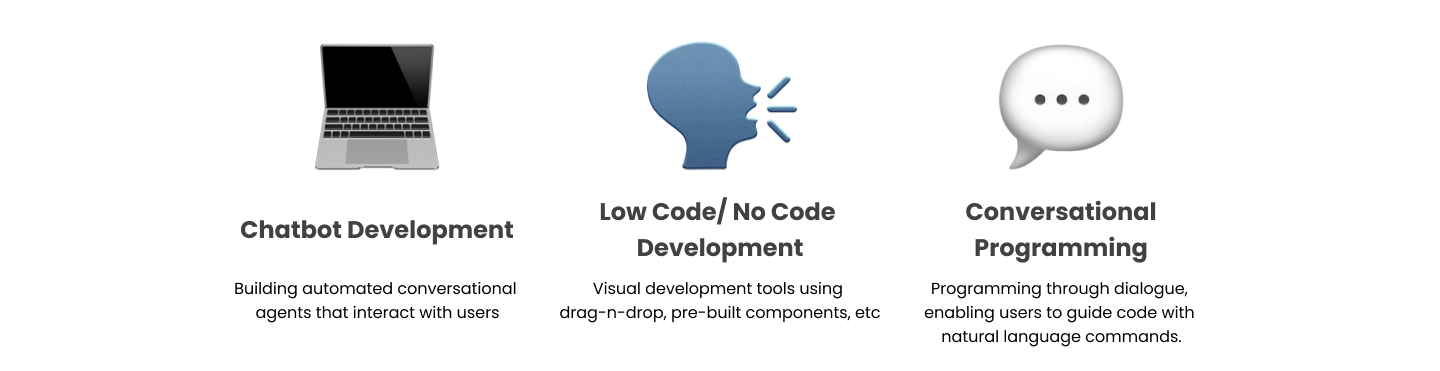 Chatbot Development
Building automated conversational
agents that interact with users
Low Code/ No Code
Development
Visual development tools using
drag-n-drop, pre-built components, etc
Conversational
Programming
Programming through dialogue,
enabling users to guide code with
natural language commands.